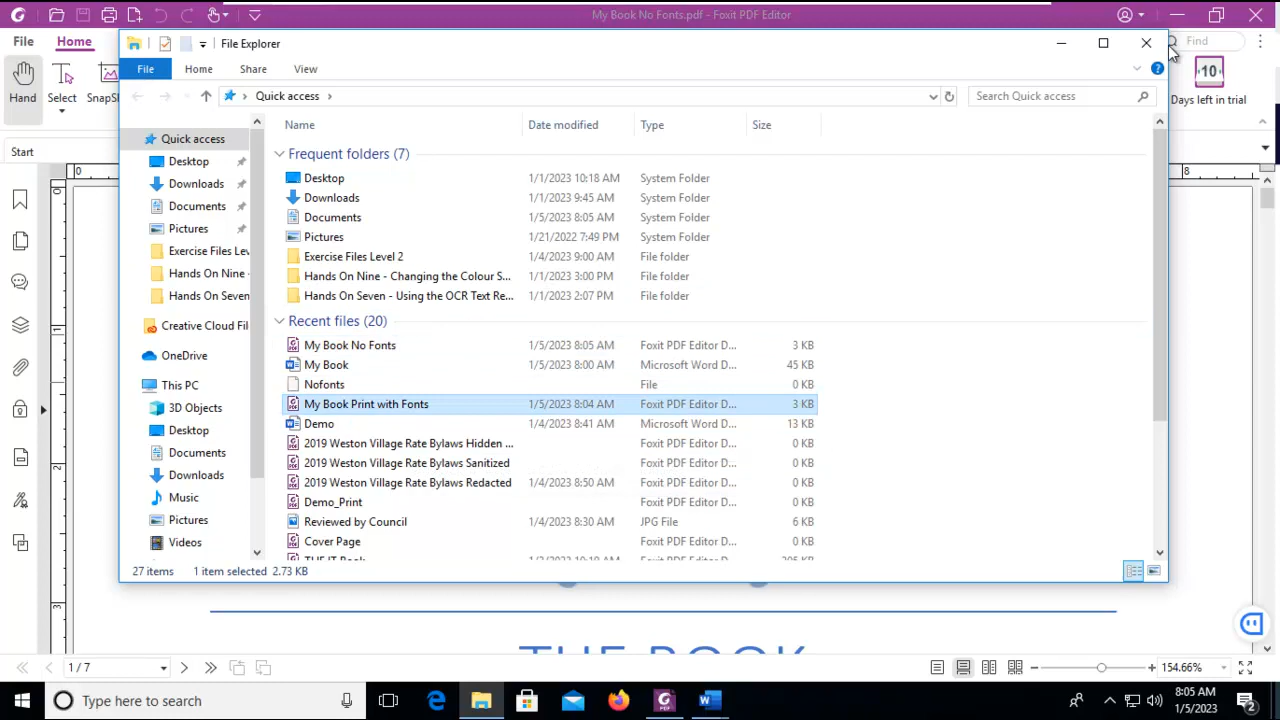 My Book No Fonts.pdf - Foxit PDF Editor
File Home Find
Hand Select SnapSh
10
Days left in trial
Start
0 8
File Explorer
File Home Share View
Quick access Search Quick access
Name Date modified Type Size
Quick access
Desktop
Downloads
Documents
Pictures
Exercise Files Lev
Hands On Nine -
Hands On Seven
Creative Cloud Fil
OneDrive
This PC
3D Objects
Desktop
Documents
Downloads
Music
Pictures
Videos
Frequent folders (7)
Desktop 1/1/2023 10:18 AM System Folder
Downloads 1/1/2023 9:45 AM System Folder
Documents 1/5/2023 8:05 AM System Folder
Pictures 1/21/2022 7:49 PM System Folder
Exercise Files Level 2 1/4/2023 9:00 AM File folder
Hands On Nine - Changing the Colour S... 1/1/2023 3:00 PM File folder
Hands On Seven - Using the OCR Text Re... 1/1/2023 2:07 PM File folder
Recent files (20)
My Book No Fonts 1/5/2023 8:05 AM Foxit PDF Editor D... 3 KB
My Book 1/5/2023 8:00 AM Microsoft Word D... 45 KB
Nofonts File 0 KB
My Book Print with Fonts 1/5/2023 8:04 AM Foxit PDF Editor D... 3 KB
Demo 1/4/2023 8:41 AM Microsoft Word D... 13 KB
2019 Weston Village Rate Bylaws Hidden ... Foxit PDF Editor D... 0 KB
2019 Weston Village Rate Bylaws Sanitized Foxit PDF Editor D... 0 KB
2019 Weston Village Rate Bylaws Redacted 1/4/2023 8:50 AM Foxit PDF Editor D... 0 KB
Demo_Print Foxit PDF Editor D... 0 KB
Reviewed by Council 1/4/2023 8:30 AM JPG File 6 KB
Cover Page Foxit PDF Editor D... 0 KB
27 items 1 item selected 2.73 KB
0
1
2
3
THE BOOK
1 / 7 154.66%
Type here to search
8:05 AM
1/5/2023
2